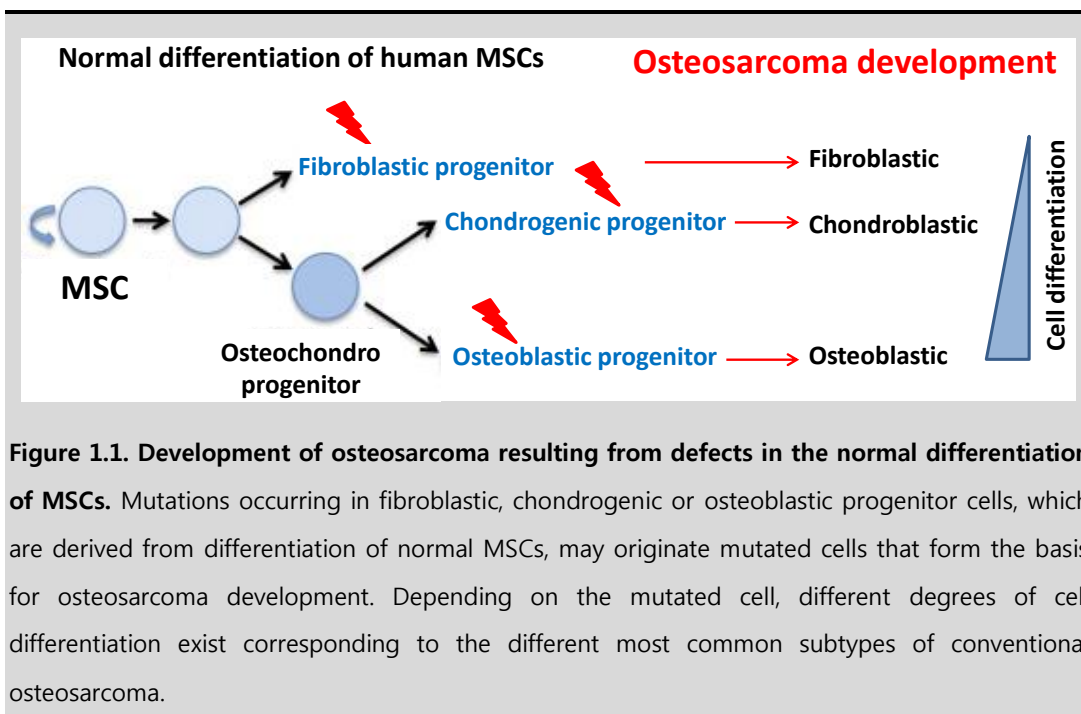 Normal differentiation of human MSCs
Osteosarcoma development
Fibroblastic progenitor
Fibroblastic
Chondrogenic progenitor
Chondroblastic
MSC
Osteochondro
progenitor
Osteoblastic progenitor
Osteoblastic
Cell differentiation
Figure 1.1. Development of osteosarcoma resulting from defects in the normal differentiation
of MSCs. Mutations occurring in fibroblastic, chondrogenic or osteoblastic progenitor cells, which
are derived from differentiation of normal MSCs, may originate mutated cells that form the basis
for osteosarcoma development. Depending on the mutated cell, different degrees of cel
differentiation exist corresponding to the different most common subtypes of conventiona
osteosarcoma.